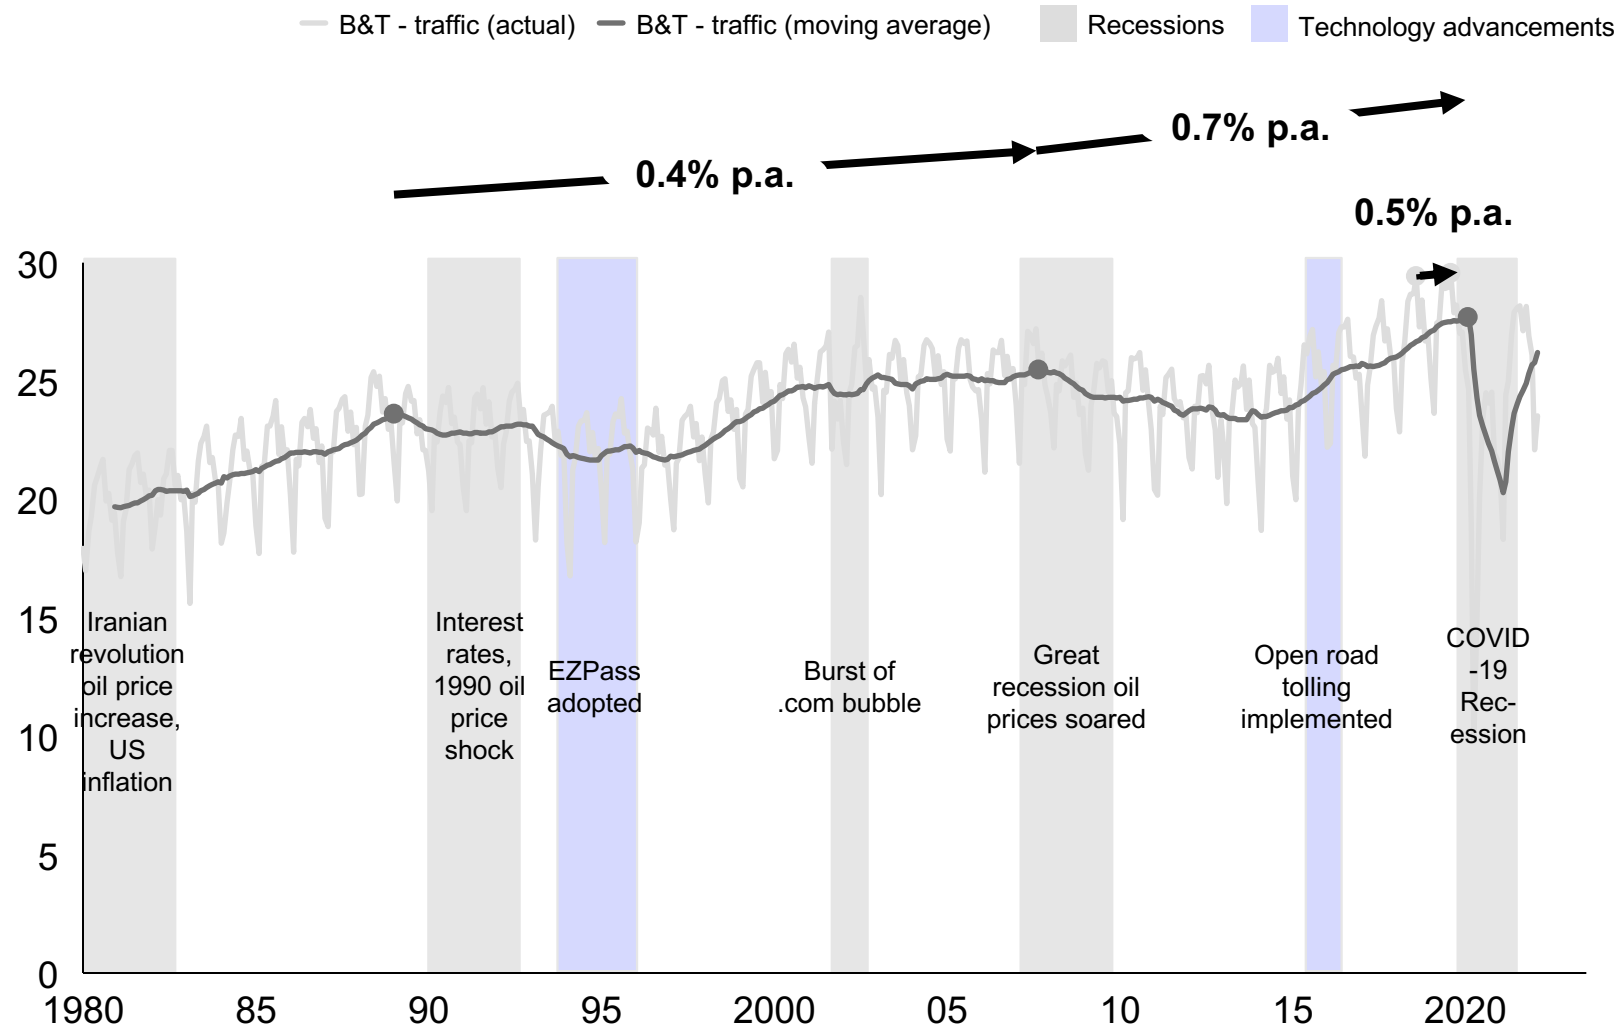 B&T - traffic (actual)
B&T - traffic (moving average)
Recessions
Technology advancements
0.7% p.a.
0.4% p.a.
0.5% p.a.
30
25
20
15
10
5
0
Iranian
revolution
oil price
increase,
US
inflation
Interest
rates,
1990 oil
price
shock
EZPass
adopted
Burst of
.com bubble
Great
recession oil
prices soared
Open road
tolling
implemented
COVID
-19
Rec-
ession
1980
85
90
95
2000
05
10
15
2020